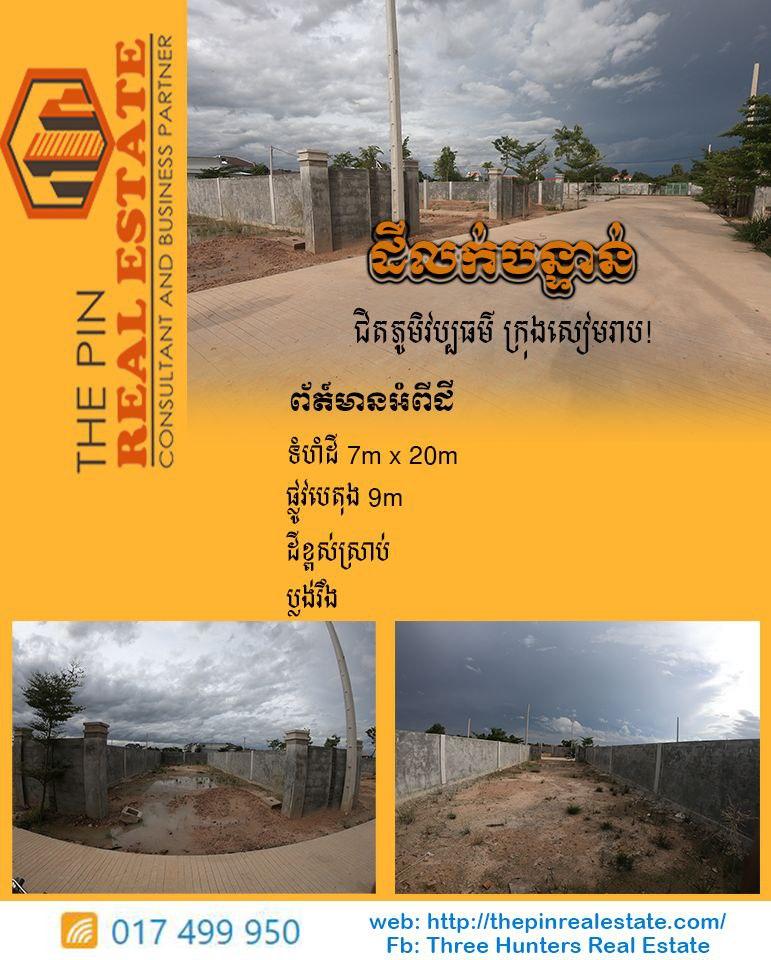 THE PIN
REAL ESTATE
CONSULTANT AND BUSINESS PARTNER
ដីលក់បន្ទាន់
ជិតភូមិវប្បធម៌ ក្រុងសៀមរាប!
ព័ត៌មានអំពីដី
ទំហំដី 7m x 20m
ផ្លូវបេតុង 9m
ដីខ្ពស់ស្រាប់
ប្លង់រឹង
017 499 950
web: http://thepinrealestate.com/
Fb: Three Hunters Real Estate